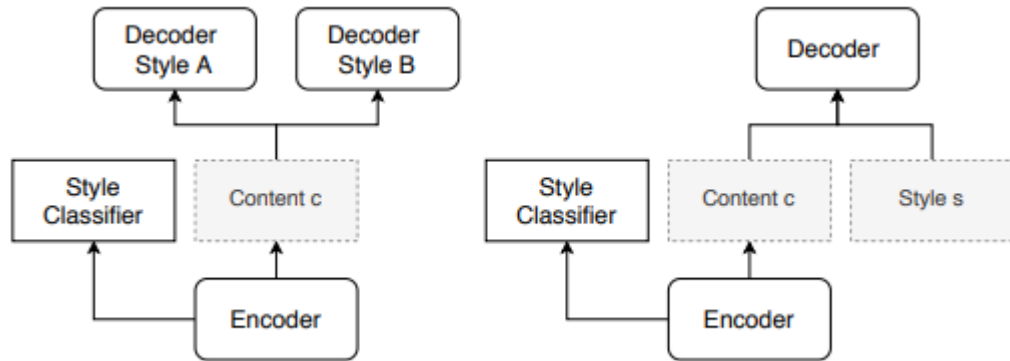 Decoder
Style A
Decoder
Style B
Style
Classifier
Content c
Encoder
Decoder
Style
Classifier
Content c
Style s
Encoder